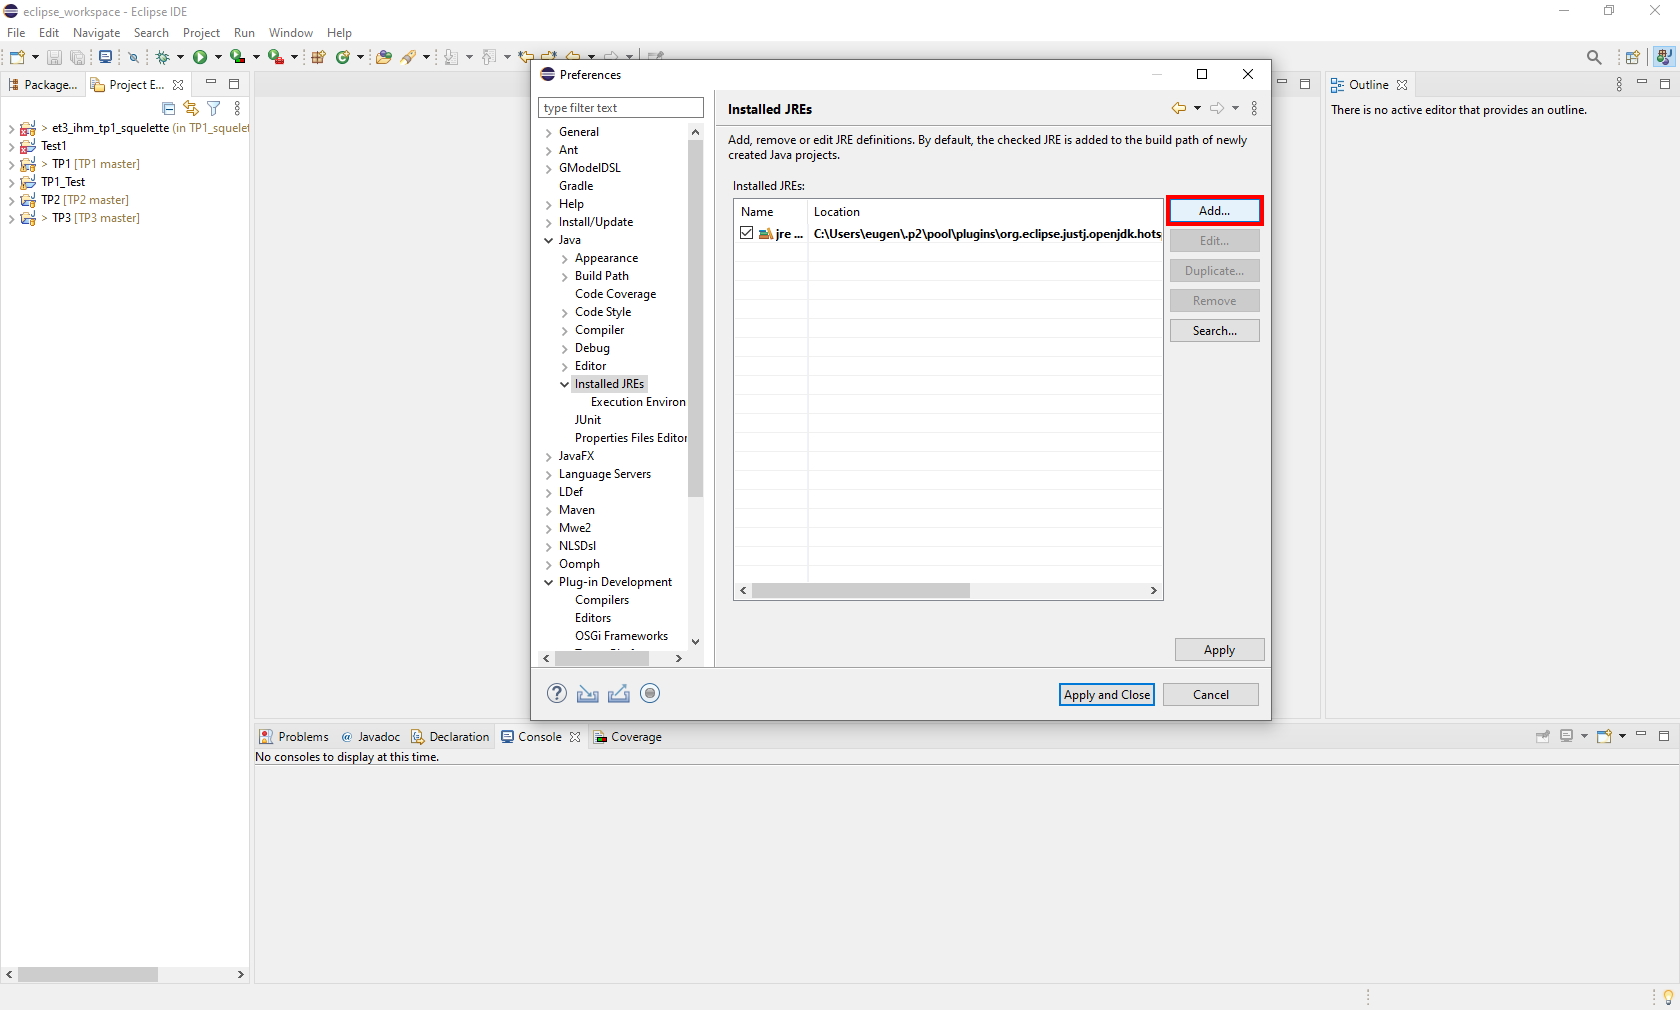 eclipse_workspace - Eclipse IDE
File Edit Navigate Search Project Run Window Help
Package... Project E...
> et3_ihm_tp1_squelette (in TP1_squelet
Test1
> TP1 [TP1 master]
TP1_Test
TP2 [TP2 master]
> TP3 [TP3 master]
Preferences
type filter text
General
Ant
GModelDSL
Gradle
Help
Install/Update
Java
Appearance
Build Path
Code Coverage
Code Style
Compiler
Debug
Editor
Installed JREs
Execution Environ
JUnit
Properties Files Editor
JavaFX
Language Servers
LDef
Maven
Mwe2
NLSDsl
Oomph
Plug-in Development
Compilers
Editors
OSGi Frameworks
Installed JREs
Add, remove or edit JRE definitions. By default, the checked JRE is added to the build path of newly
created Java projects.
Installed JREs:
Name Location
jre ... C:\Users\eugen\.p2\pool\plugins\org.eclipse.justj.openjdk.hots
Add...
Edit...
Duplicate...
Remove
Search...
Apply
Apply and Close Cancel
Outline
There is no active editor that provides an outline.
Problems @ Javadoc Declaration Console Coverage
No consoles to display at this time.